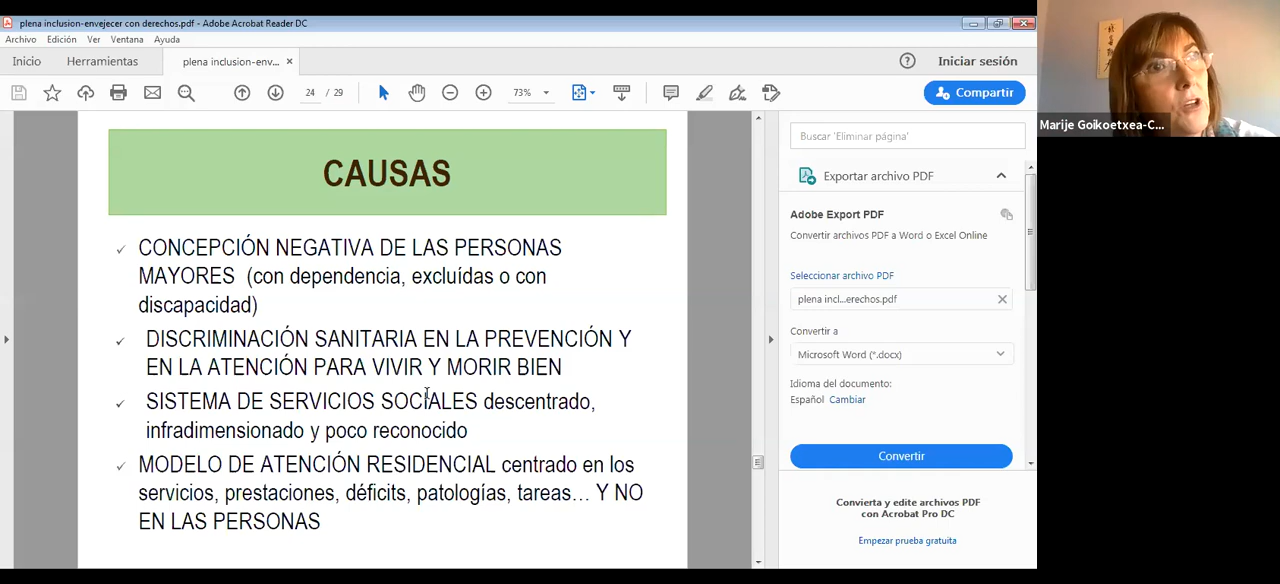 plena inclusion-envejecer con derechos.pdf - Adobe Acrobat Reader DC
Archivo Edición Ver Ventana Ayuda
Inicio Herramientas plena inclusion-env... × Iniciar sesión
24 / 29 73% Compartir
Marije Goikoetxea-C...
CAUSAS
✓ CONCEPCIÓN NEGATIVA DE LAS PERSONAS
MAYORES (con dependencia, excluídas o con
discapacidad)
✓ DISCRIMINACIÓN SANITARIA EN LA PREVENCIÓN Y
EN LA ATENCIÓN PARA VIVIR Y MORIR BIEN
✓ SISTEMA DE SERVICIOS SOCIALES descentrado,
infradimensionado y poco reconocido
✓ MODELO DE ATENCIÓN RESIDENCIAL centrado en los
servicios, prestaciones, déficits, patologías, tareas... Y NO
EN LAS PERSONAS
Buscar 'Eliminar página'
Exportar archivo PDF
Adobe Export PDF
Convertir archivos PDF a Word o Excel Online
Seleccionar archivo PDF
plena incl...erechos.pdf
Convertir a
Microsoft Word (*.docx)
Idioma del documento:
Español Cambiar
Convertir
Convierta y edite archivos PDF
con Acrobat Pro DC
Empezar prueba gratuita